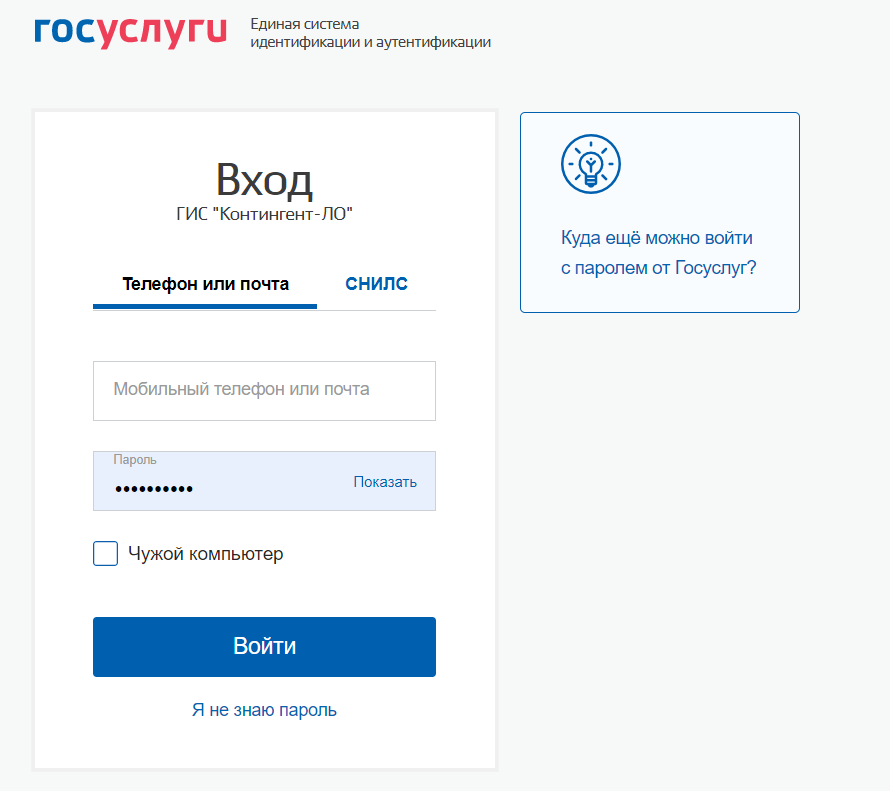 госуслуги
Единая система
идентификации и аутентификации
Вход
ГИС "Контингент-ЛО"
Телефон или почта
СНИЛС
Мобильный телефон или почта
Пароль
••••••••••
Показать
Чужой компьютер
Войти
Я не знаю пароль
Куда ещё можно войти
с паролем от Госуслуг?